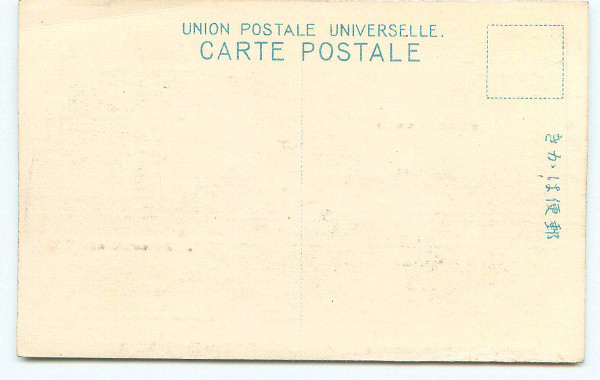 UNION POSTALE UNIVERSELLE.
CARTE POSTALE
きかは便郵